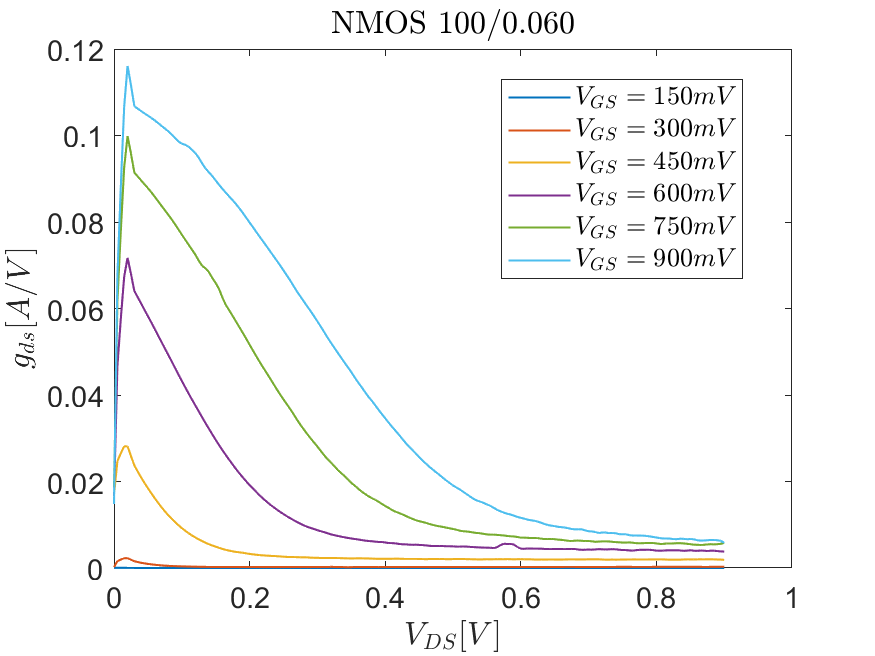 NMOS 100/0.060
0.12
0.1
0.08
0.06
0.04
0.02
0
g_{ds}[A/V]
V_{GS} = 150mV
V_{GS} = 300mV
V_{GS} = 450mV
V_{GS} = 600mV
V_{GS} = 750mV
V_{GS} = 900mV
0 0.2 0.4 0.6 0.8 1
V_{DS}[V]